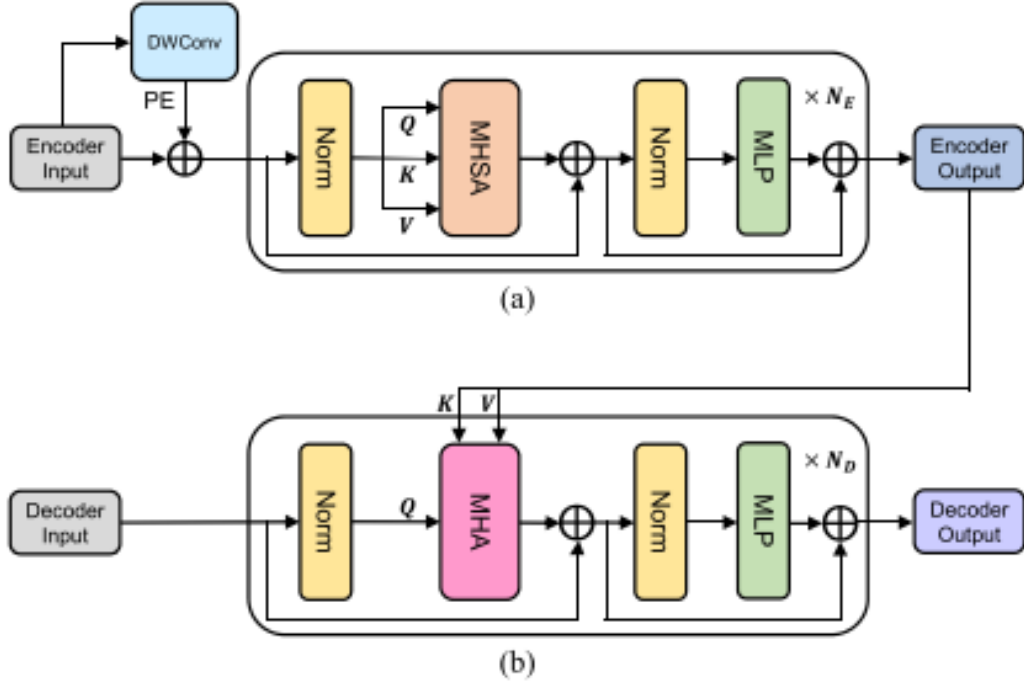 DWConv
PE
Encoder
Input
Norm
Q
K
V
MHSA
Norm
MLP
× N_E
Encoder
Output
(a)
K V
Decoder
Input
Norm
Q
MHA
Norm
MLP
× N_D
Decoder
Output
(b)